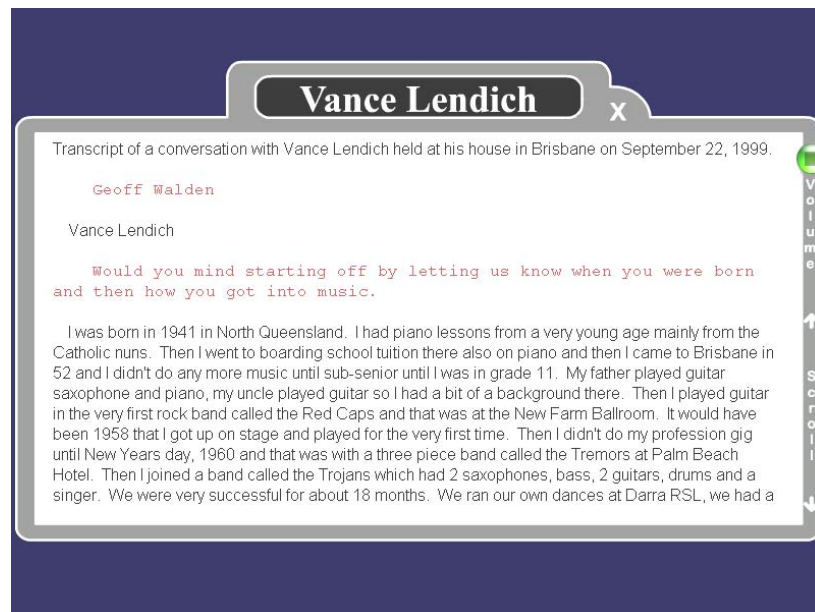 Vance Lendich
X
Transcript of a conversation with Vance Lendich held at his house in Brisbane on September 22, 1999.
Geoff Walden
Vance Lendich
Would you mind starting off by letting us know when you were born
and then how you got into music.
I was born in 1941 in North Queensland. I had piano lessons from a very young age mainly from the
Catholic nuns. Then I went to boarding school tuition there also on piano and then I came to Brisbane in
52 and I didn't do any more music until sub-senior until I was in grade 11. My father played guitar
saxophone and piano, my uncle played guitar so I had a bit of a background there. Then I played guitar
in the very first rock band called the Red Caps and that was at the New Farm Ballroom. It would have
been 1958 that I got up on stage and played for the very first time. Then I didn't do my profession gig
until New Years day, 1960 and that was with a three piece band called the Tremors at Palm Beach
Hotel. Then I joined a band called the Trojans which had 2 saxophones, bass, 2 guitars, drums and a
singer. We were very successful for about 18 months. We ran our own dances at Darra RSL, we had a
Volume
Scroll